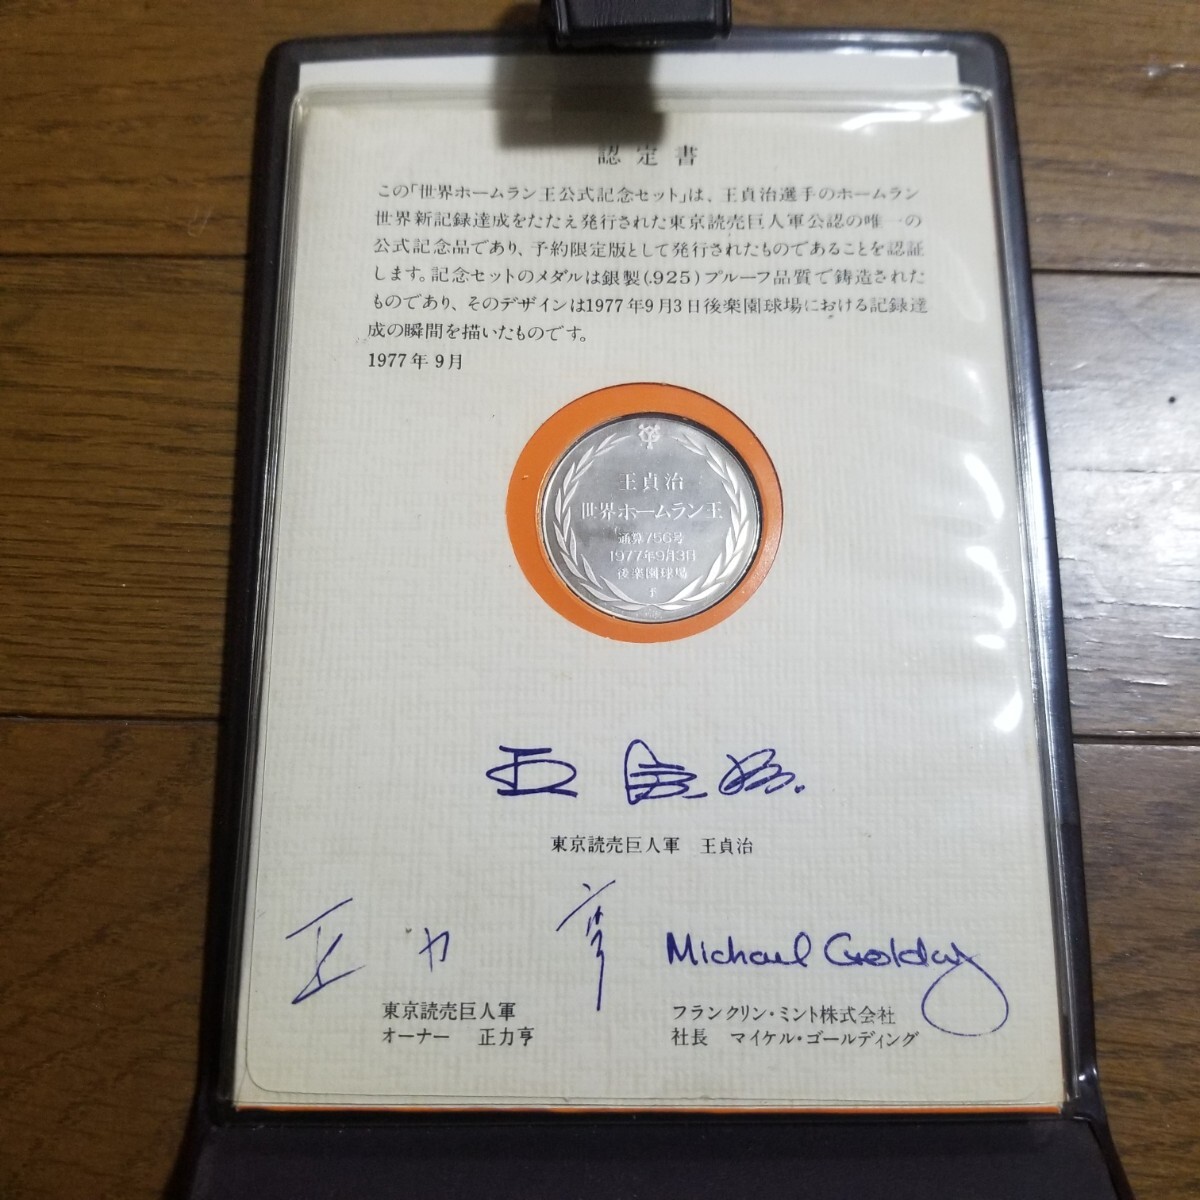 認定書
この「世界ホームラン王公式記念セット」は、王貞治選手のホームラン
世界新記録達成をたたえ発行された東京読売巨人軍公認の唯一の
公式記念品であり、予約限定版として発行されたものであることを認証
します。記念セットのメダルは銀製(.925)プルーフ品質で鋳造された
ものであり、そのデザインは1977年9月3日後楽園球場における記録達
成の瞬間を描いたものです。
1977年9月
王貞治
世界ホームラン王
通算756号
1977年9月3日
後楽園球場
王貞治
東京読売巨人軍 王貞治
正力亨
東京読売巨人軍
オーナー 正力亨
Michael Golding
フランクリン・ミント株式会社
社長 マイケル・ゴールディング